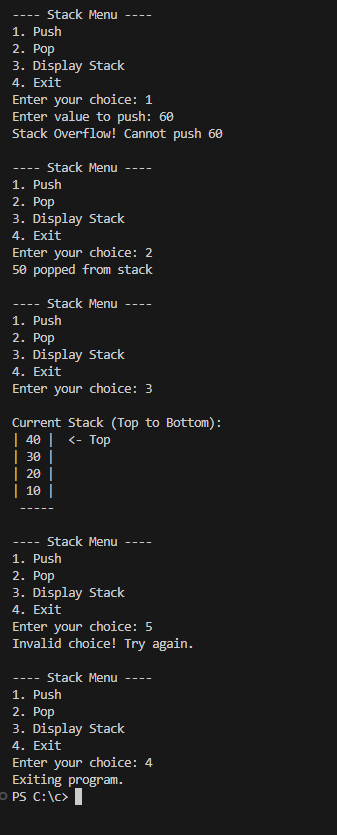 ---- Stack Menu ----
1. Push
2. Pop
3. Display Stack
4. Exit
Enter your choice: 1
Enter value to push: 60
Stack Overflow! Cannot push 60

---- Stack Menu ----
1. Push
2. Pop
3. Display Stack
4. Exit
Enter your choice: 2
50 popped from stack

---- Stack Menu ----
1. Push
2. Pop
3. Display Stack
4. Exit
Enter your choice: 3

Current Stack (Top to Bottom):
| 40 |  <- Top
| 30 |
| 20 |
| 10 |
 -----

---- Stack Menu ----
1. Push
2. Pop
3. Display Stack
4. Exit
Enter your choice: 5
Invalid choice! Try again.

---- Stack Menu ----
1. Push
2. Pop
3. Display Stack
4. Exit
Enter your choice: 4
Exiting program.
PS C:\c>